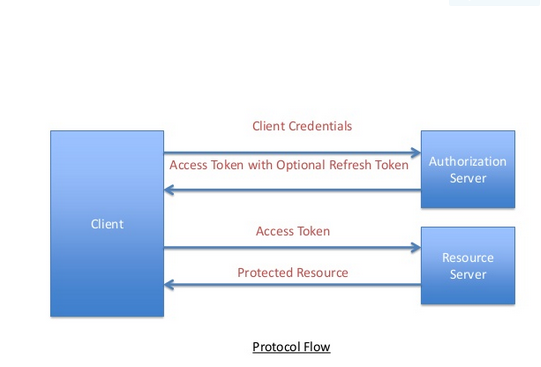 Client Credentials
Access Token with Optional Refresh Token
Authorization
Server
Client
Access Token
Protected Resource
Resource
Server
Protocol Flow